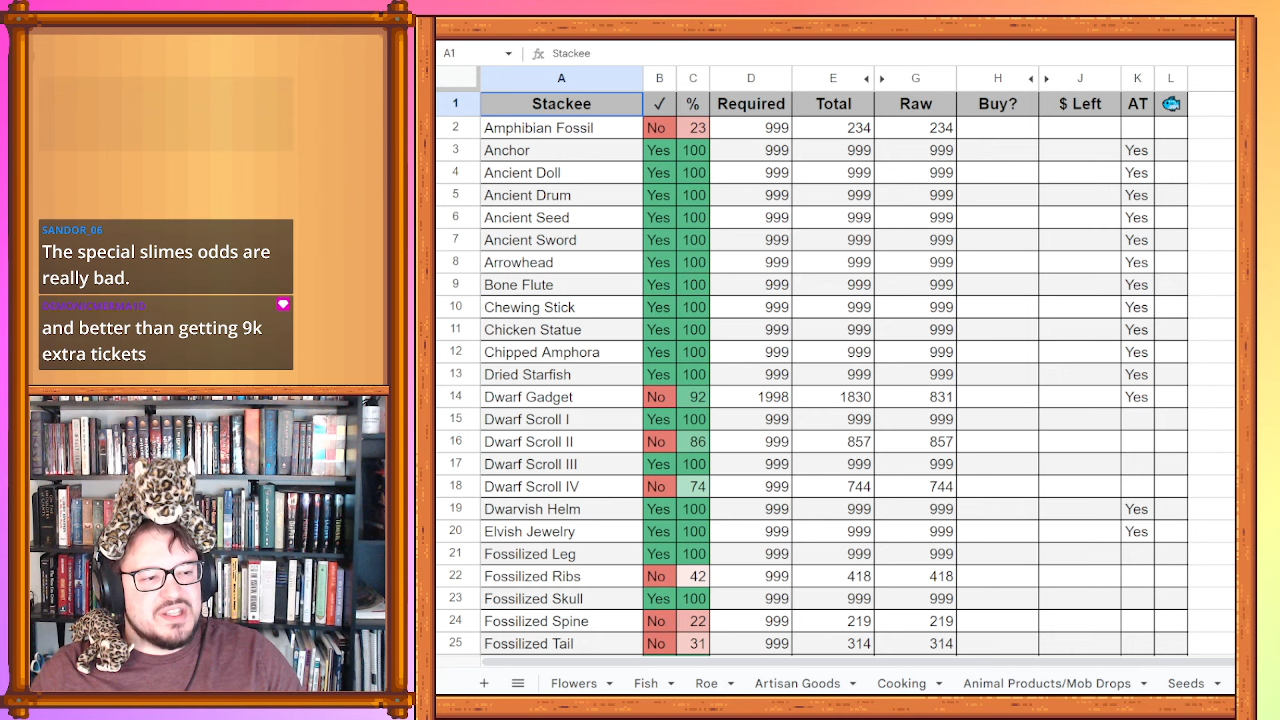 SANDOR_06
The special slimes odds are
really bad.
and better than getting 9k
extra tickets
A1 fx Stackee
A B C D E G H J K L
1 Stackee ✓ % Required Total Raw Buy? $ Left AT
2 Amphibian Fossil No 23 999 234 234
3 Anchor Yes 100 999 999 999 Yes
4 Ancient Doll Yes 100 999 999 999 Yes
5 Ancient Drum Yes 100 999 999 999 Yes
6 Ancient Seed Yes 100 999 999 999 Yes
7 Ancient Sword Yes 100 999 999 999 Yes
8 Arrowhead Yes 100 999 999 999 Yes
9 Bone Flute Yes 100 999 999 999 Yes
10 Chewing Stick Yes 100 999 999 999 Yes
11 Chicken Statue Yes 100 999 999 999 Yes
12 Chipped Amphora Yes 100 999 999 999 Yes
13 Dried Starfish Yes 100 999 999 999 Yes
14 Dwarf Gadget No 92 1998 1830 831 Yes
15 Dwarf Scroll I Yes 100 999 999 999
16 Dwarf Scroll II No 86 999 857 857
17 Dwarf Scroll III Yes 100 999 999 999
18 Dwarf Scroll IV No 74 999 744 744
19 Dwarvish Helm Yes 100 999 999 999 Yes
20 Elvish Jewelry Yes 100 999 999 999 Yes
21 Fossilized Leg Yes 100 999 999 999
22 Fossilized Ribs No 42 999 418 418
23 Fossilized Skull Yes 100 999 999 999
24 Fossilized Spine No 22 999 219 219
25 Fossilized Tail No 31 999 314 314
+ Flowers Fish Roe Artisan Goods Cooking Animal Products/Mob Drops Seeds